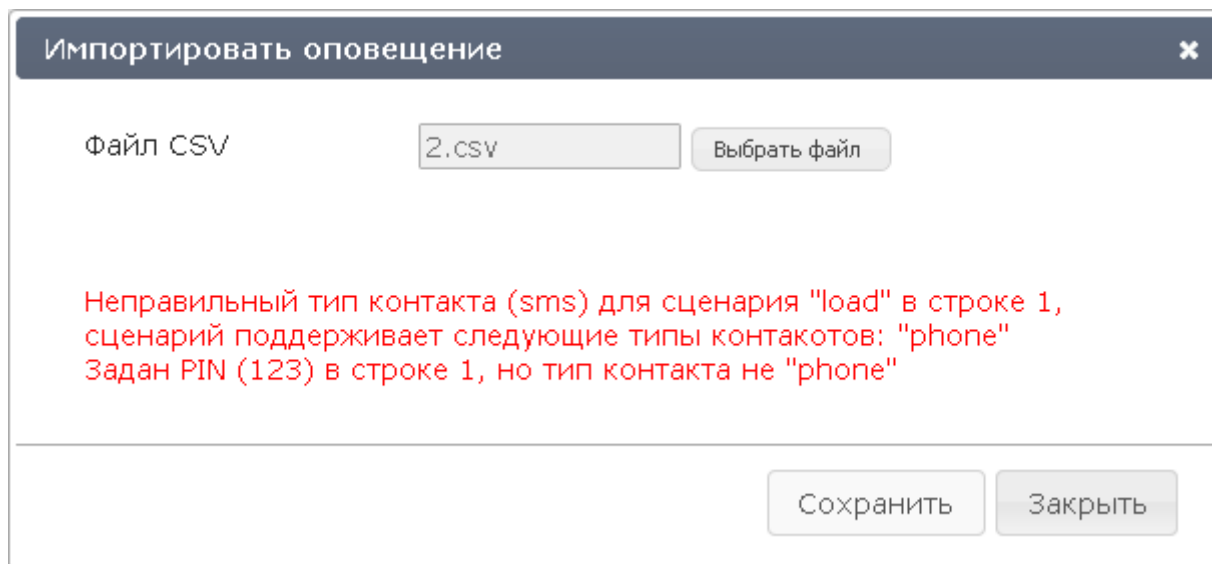 Импортировать оповещение
Файл CSV 2.csv Выбрать файл
Неправильный тип контакта (sms) для сценария "load" в строке 1,
сценарий поддерживает следующие типы контакотов: "phone"
Задан PIN (123) в строке 1, но тип контакта не "phone"
Сохранить Закрыть